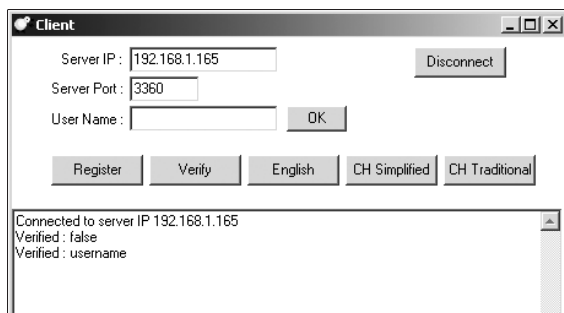 Client
Server IP : 192.168.1.165 Disconnect
Server Port : 3360
User Name : OK
Register Verify English CH Simplified CH Traditional
Connected to server IP 192.168.1.165
Verified : false
Verified : username